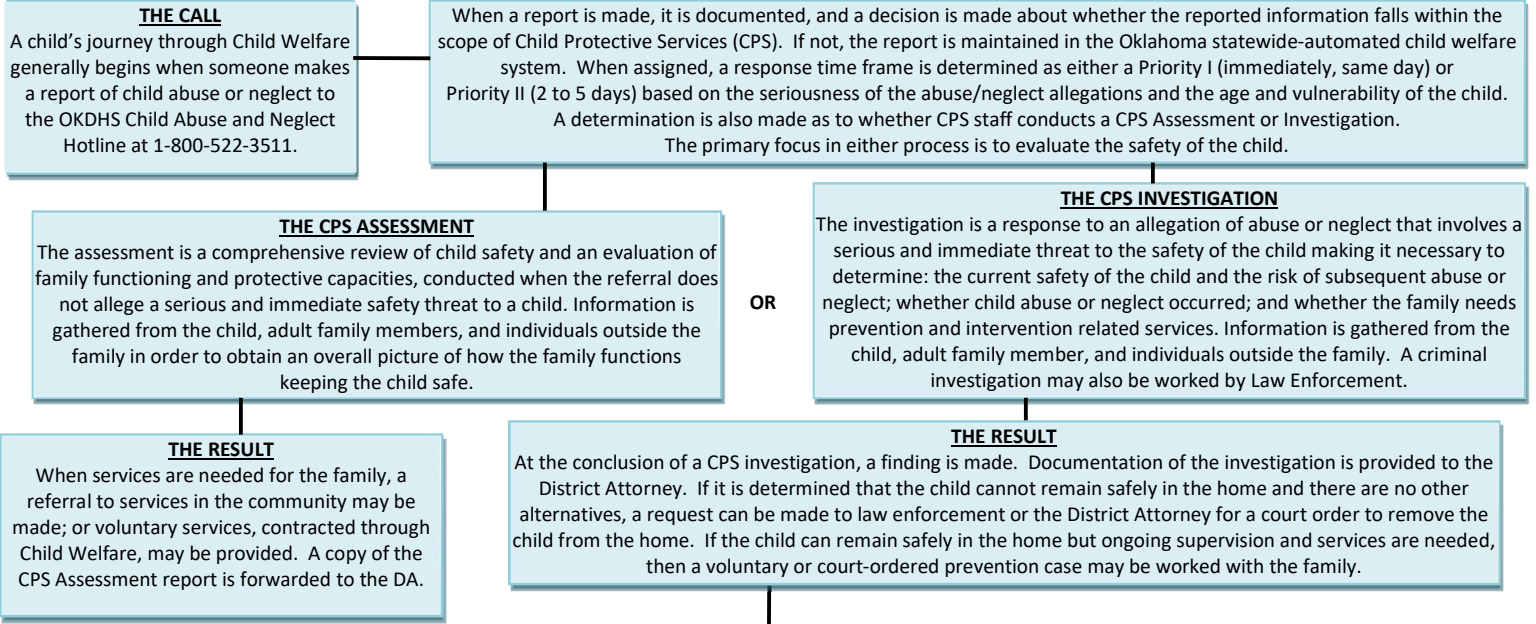 THE CALL
A child’s journey through Child Welfare
generally begins when someone makes
a report of child abuse or neglect to
the OKDHS Child Abuse and Neglect
Hotline at 1-800-522-3511.
When a report is made, it is documented, and a decision is made about whether the reported information falls within the
scope of Child Protective Services (CPS). If not, the report is maintained in the Oklahoma statewide-automated child welfare
system. When assigned, a response time frame is determined as either a Priority I (immediately, same day) or
Priority II (2 to 5 days) based on the seriousness of the abuse/neglect allegations and the age and vulnerability of the child.
A determination is also made as to whether CPS staff conducts a CPS Assessment or Investigation.
The primary focus in either process is to evaluate the safety of the child.
THE CPS ASSESSMENT
The assessment is a comprehensive review of child safety and an evaluation of
family functioning and protective capacities, conducted when the referral does
not allege a serious and immediate safety threat to a child. Information is
gathered from the child, adult family members, and individuals outside the
family in order to obtain an overall picture of how the family functions
keeping the child safe.
OR
THE CPS INVESTIGATION
The investigation is a response to an allegation of abuse or neglect that involves a
serious and immediate threat to the safety of the child making it necessary to
determine: the current safety of the child and the risk of subsequent abuse or
neglect; whether child abuse or neglect occurred; and whether the family needs
prevention and intervention related services. Information is gathered from the
child, adult family member, and individuals outside the family. A criminal
investigation may also be worked by Law Enforcement.
THE RESULT
When services are needed for the family, a
referral to services in the community may be
made; or voluntary services, contracted through
Child Welfare, may be provided. A copy of the
CPS Assessment report is forwarded to the DA.
THE RESULT
At the conclusion of a CPS investigation, a finding is made. Documentation of the investigation is provided to the
District Attorney. If it is determined that the child cannot remain safely in the home and there are no other
alternatives, a request can be made to law enforcement or the District Attorney for a court order to remove the
child from the home. If the child can remain safely in the home but ongoing supervision and services are needed,
then a voluntary or court-ordered prevention case may be worked with the family.